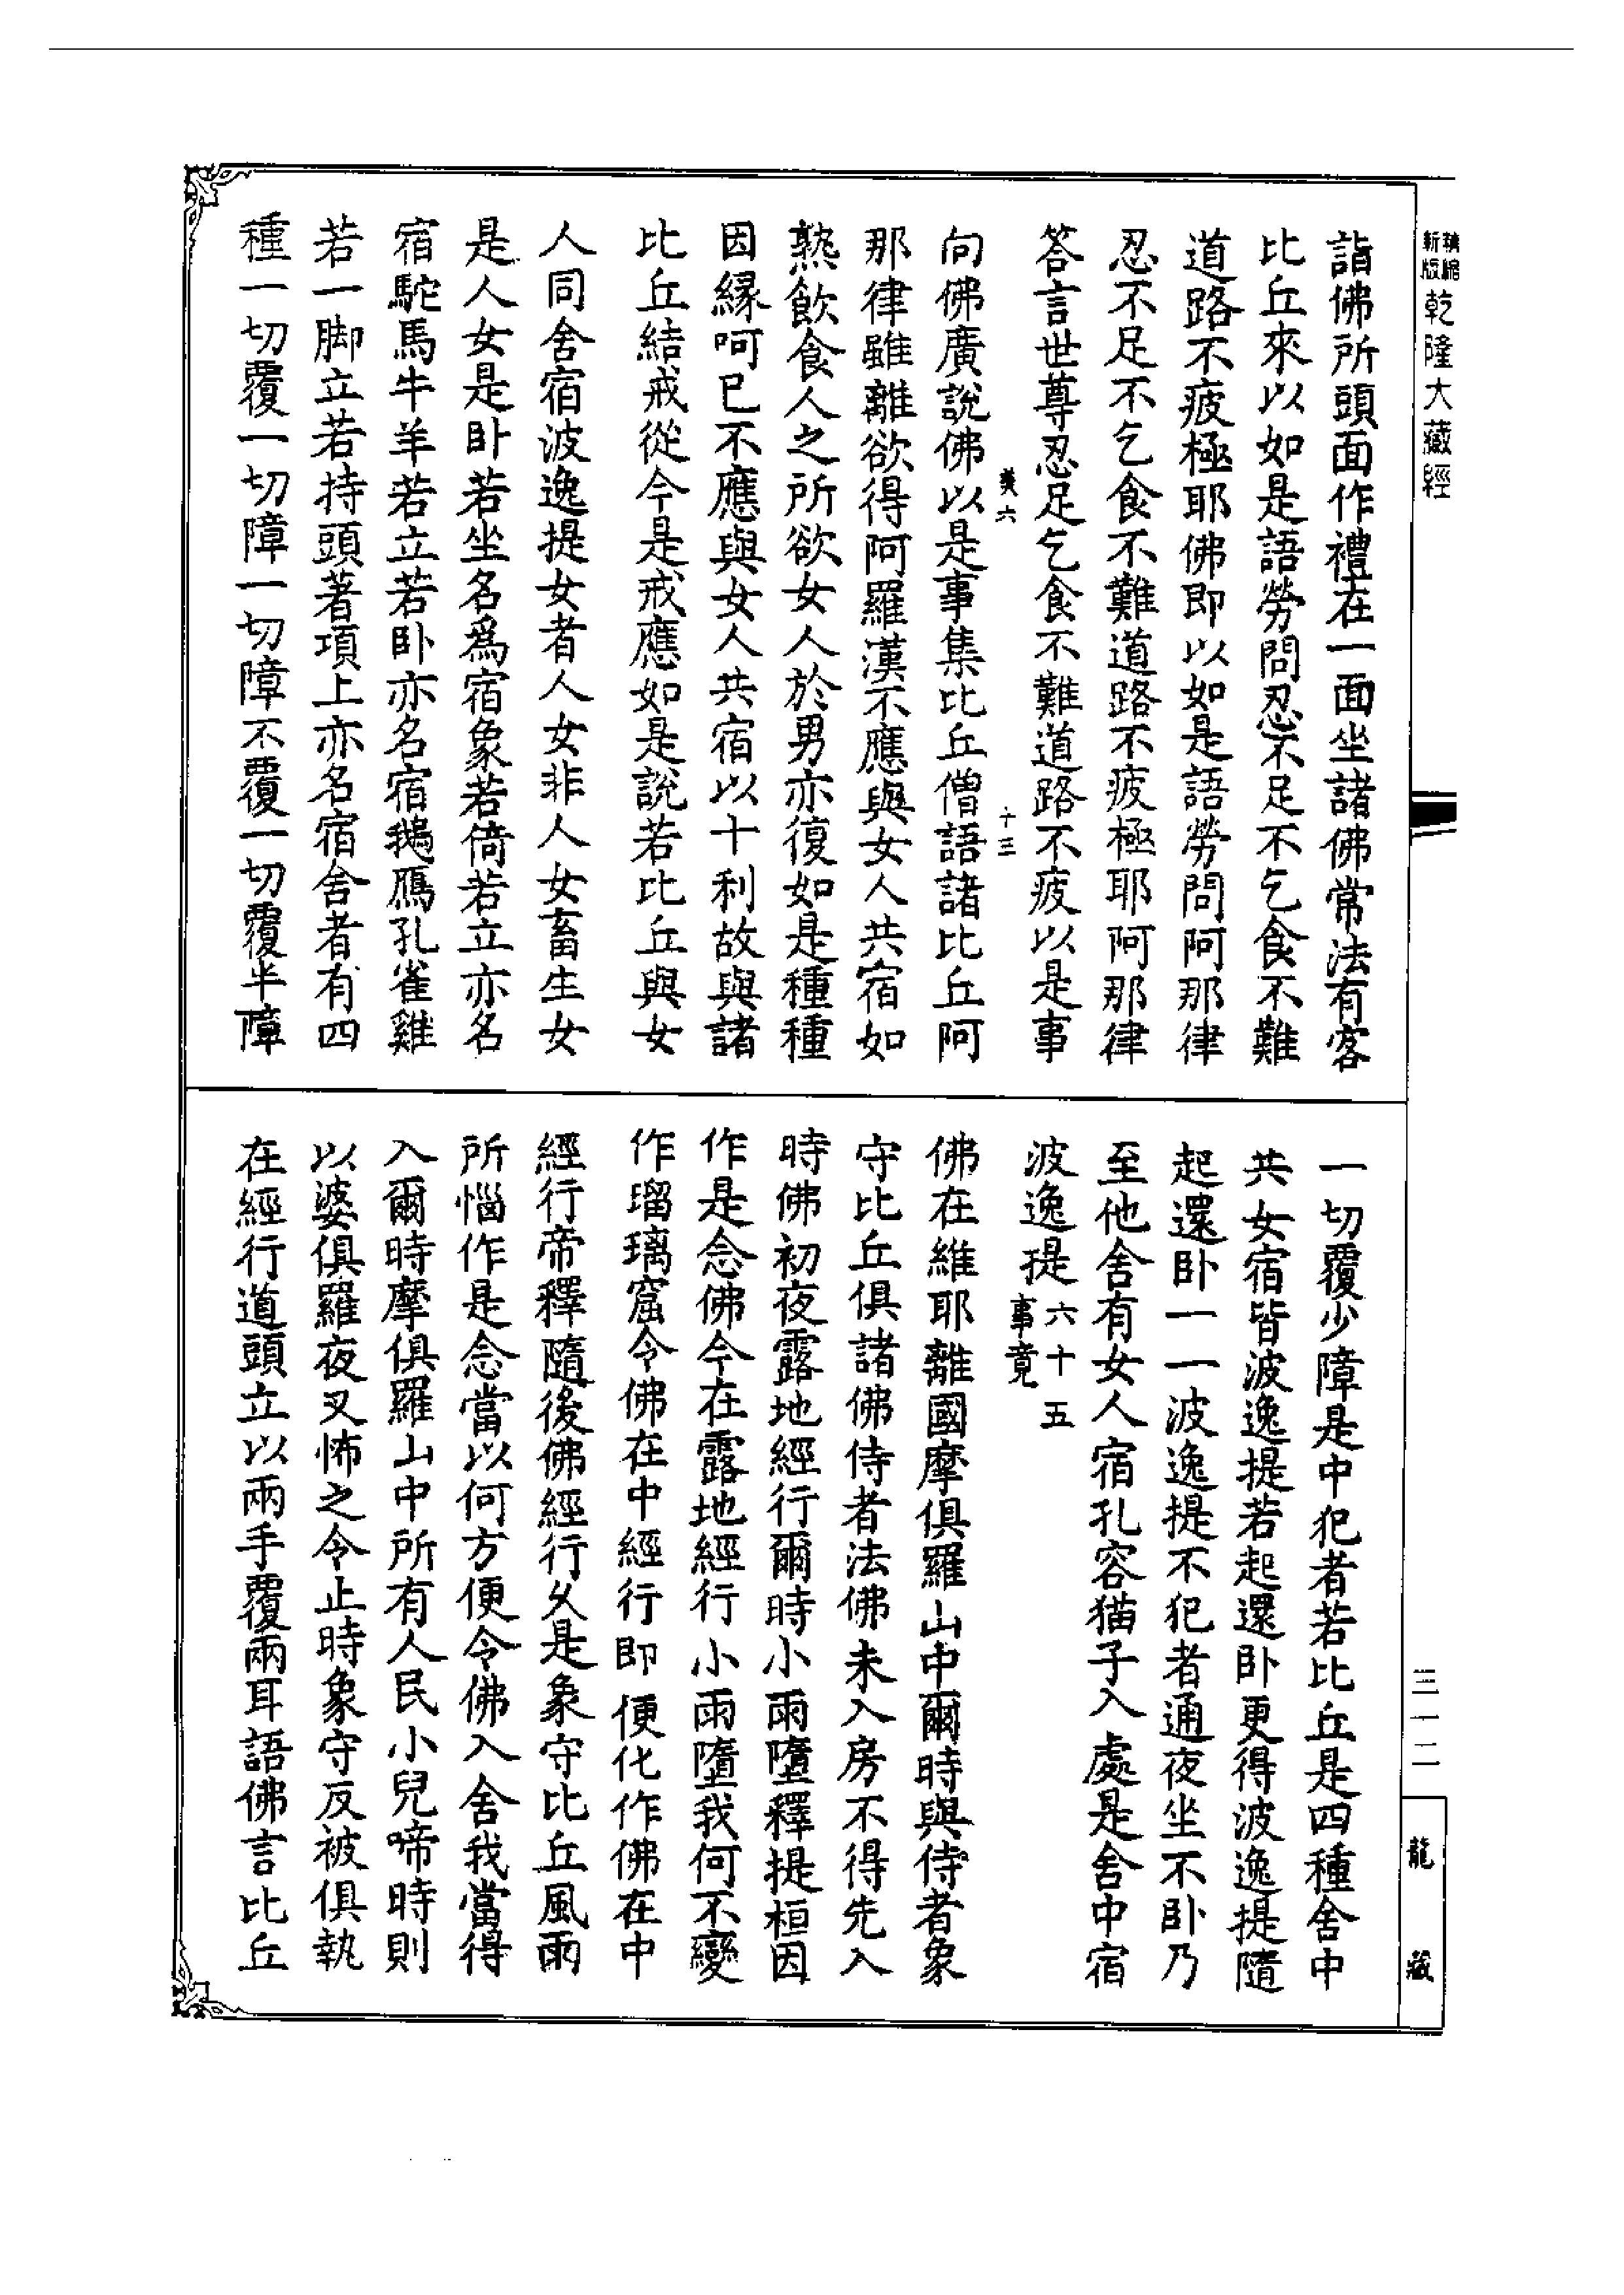 新版
精縮
乾隆大藏經
詣佛所頭面作禮在一面坐諸佛常法有客
比丘來以如是語勞問忍不足不乞食不難
道路不疲極耶佛即以如是語勞問阿那律
忍不足不乞食不難道路不疲極耶阿那律
答言世尊忍足乞食不難道路不疲以是事
美六 十三
向佛廣說佛以是事集比丘僧語諸比丘阿
那律雖離欲得阿羅漢不應與女人共宿如
熟飲食人之所欲女人於男亦復如是種種
因緣呵已不應與女人共宿以十利故與諸
比丘結戒從今是戒應如是說若比丘與女
人同舍宿波逸提女者人女非人女畜生女
是人女是卧若坐名爲宿象若倚若立亦名
宿駝馬牛羊若立若卧亦名宿鵝鴈孔雀雞
若一脚立若持頭著項上亦名宿舍者有四
種一切覆一切障一切障不覆一切覆半障
一切覆少障是中犯者若比丘是四種舍中
共女宿皆波逸提若起還卧更得波逸提隨
起還卧一一波逸提不犯者通夜坐不卧乃
至他舍有女人宿孔容猫子入處是舍中宿
波逸提六十五事竟
佛在維耶離國摩俱羅山中爾時與侍者象
守比丘俱諸佛侍者法佛未入房不得先入
時佛初夜露地經行爾時小雨墮釋提桓因
作是念佛今在露地經行小雨墮我何不變
作瑠璃窟令佛在中經行即便化作佛在中
經行帝釋隨後佛經行久是象守比丘風雨
所惱作是念當以何方便令佛入舍我當得
入爾時摩俱羅山中所有人民小兒啼時則
以婆俱羅夜叉怖之令止時象守反被俱執
在經行道頭立以兩手覆兩耳語佛言比丘
三一二
龍藏